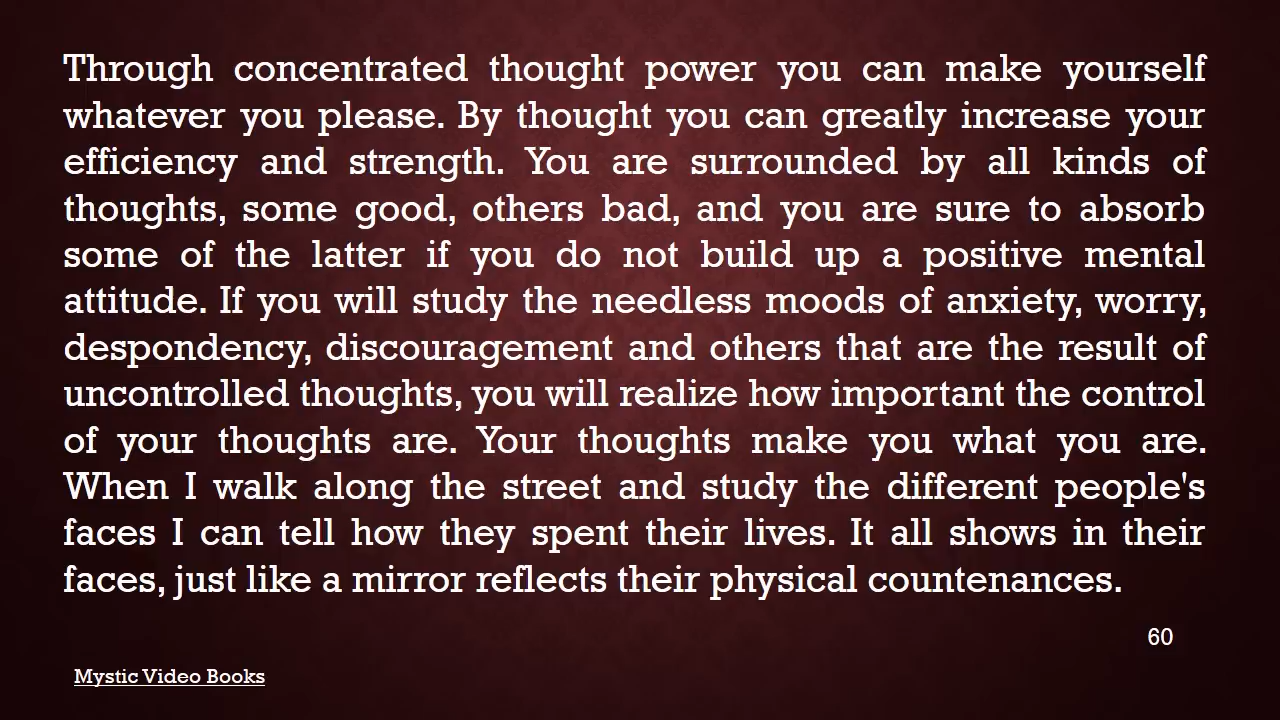 Through concentrated thought power you can make yourself
whatever you please. By thought you can greatly increase your
efficiency and strength. You are surrounded by all kinds of
thoughts, some good, others bad, and you are sure to absorb
some of the latter if you do not build up a positive mental
attitude. If you will study the needless moods of anxiety, worry,
despondency, discouragement and others that are the result of
uncontrolled thoughts, you will realize how important the control
of your thoughts are. Your thoughts make you what you are.
When I walk along the street and study the different people's
faces I can tell how they spent their lives. It all shows in their
faces, just like a mirror reflects their physical countenances.
60
Mystic Video Books